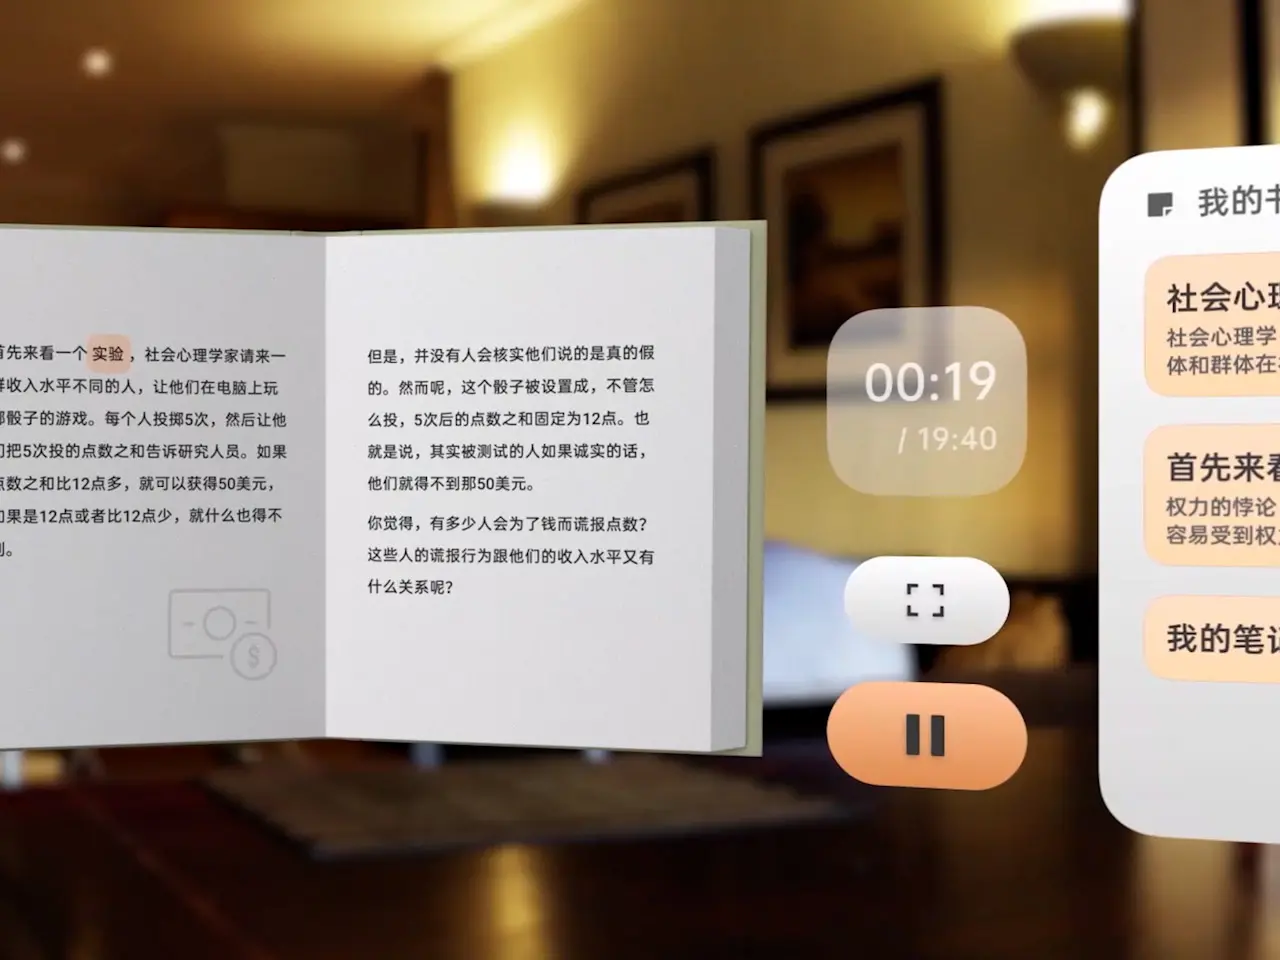 首先来看一个实验，社会心理学家请来一
群收入水平不同的人，让他们在电脑上玩
掷骰子的游戏。每个人投掷5次，然后让他
们把5次投的点数之和告诉研究人员。如果
点数之和比12点多，就可以获得50美元，
如果是12点或者比12点少，就什么也得不
到。
但是，并没有人会核实他们说的是真的假
的。然而呢，这个骰子被设置成，不管怎
么投，5次后的点数之和固定为12点。也
就是说，其实被测试的人如果诚实的话，
他们就得不到那50美元。
你觉得，有多少人会为了钱而谎报点数？
这些人的谎报行为跟他们的收入水平又有
什么关系呢？
$
00:19
/ 19:40
我的书
社会心理
社会心理学
体和群体在
首先来看
权力的悖论
容易受到权力
我的笔记